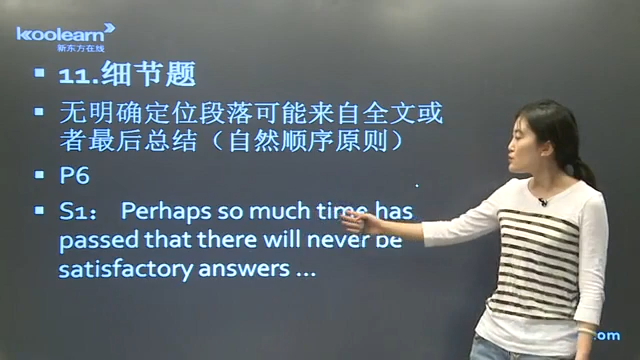 koolearn
新东方在线
11.细节题
无明确定位段落可能来自全文或
者最后总结（自然顺序原则）
P6
S1： Perhaps so much time has
passed that there will never be
satisfactory answers ...
.com